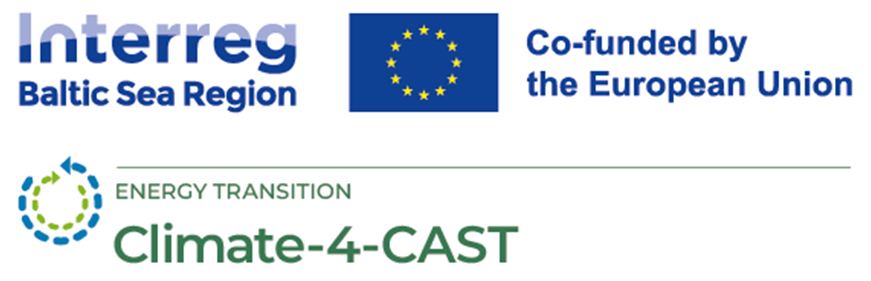 Interreg
Baltic Sea Region
Co-funded by
the European Union
ENERGY TRANSITION
Climate-4-CAST